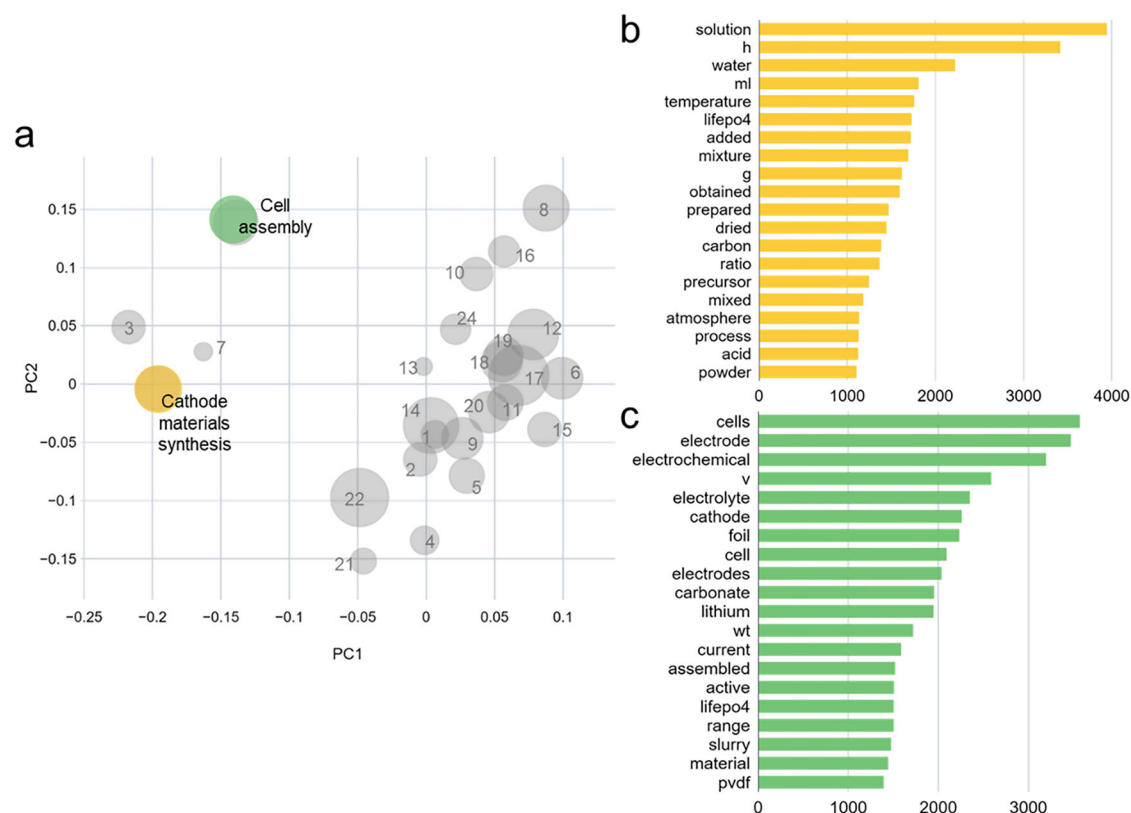 a
PC2
0.15
0.1
0.05
0
−0.05
−0.1
−0.15
−0.25
−0.2
−0.15
−0.1
−0.05
0
0.05
0.1
PC1
Cell
assembly
Cathode
materials
synthesis
8
16
10
3
7
24
12
19
13
18
17
6
14
20
11
15
1
9
2
5
22
4
21
b
solution
h
water
ml
temperature
lifepo4
added
mixture
g
obtained
prepared
dried
carbon
ratio
precursor
mixed
atmosphere
process
acid
powder
0
1000
2000
3000
4000
c
cells
electrode
electrochemical
v
electrolyte
cathode
foil
cell
electrodes
carbonate
lithium
wt
current
assembled
active
lifepo4
range
slurry
material
pvdf
0
1000
2000
3000